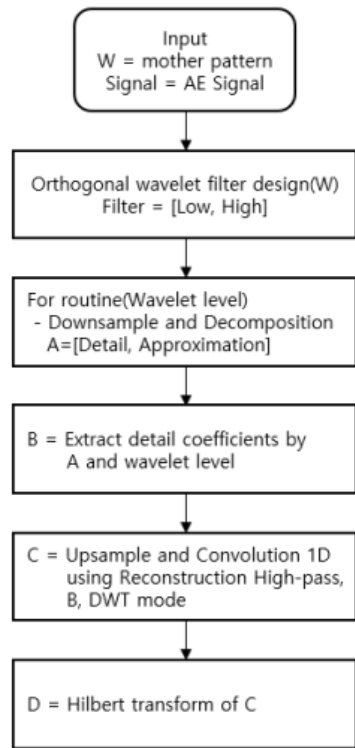 Input
W = mother pattern
Signal = AE Signal
Orthogonal wavelet filter design(W)
Filter = [Low, High]
For routine(Wavelet level)
- Downsample and Decomposition
A=[Detail, Approximation]
B = Extract detail coefficients by
A and wavelet level
C = Upsample and Convolution 1D
using Reconstruction High-pass,
B, DWT mode
D = Hilbert transform of C